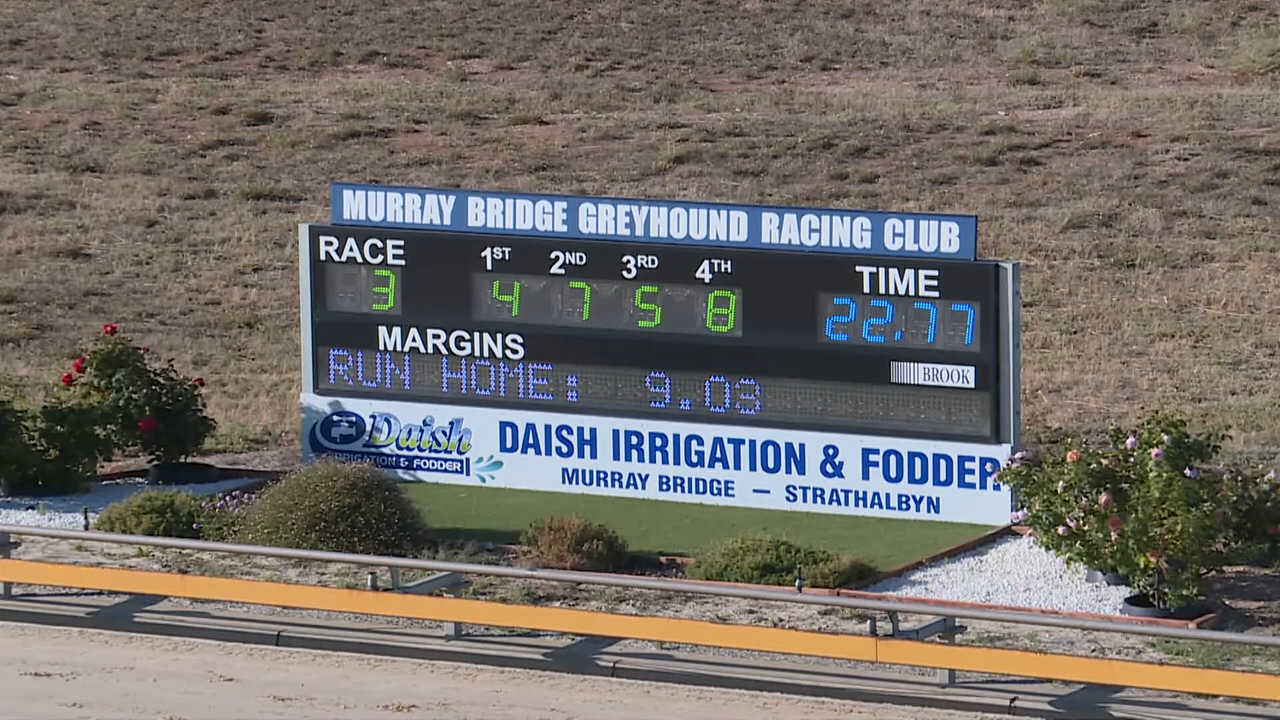 MURRAY BRIDGE GREYHOUND RACING CLUB
RACE 1ST 2ND 3RD 4TH TIME
3 4 7 5 8 22.77
MARGINS
BROOK
RUN HOME: 9.03
Daish
IRRIGATION & FODDER
DAISH IRRIGATION & FODDER
MURRAY BRIDGE – STRATHALBYN